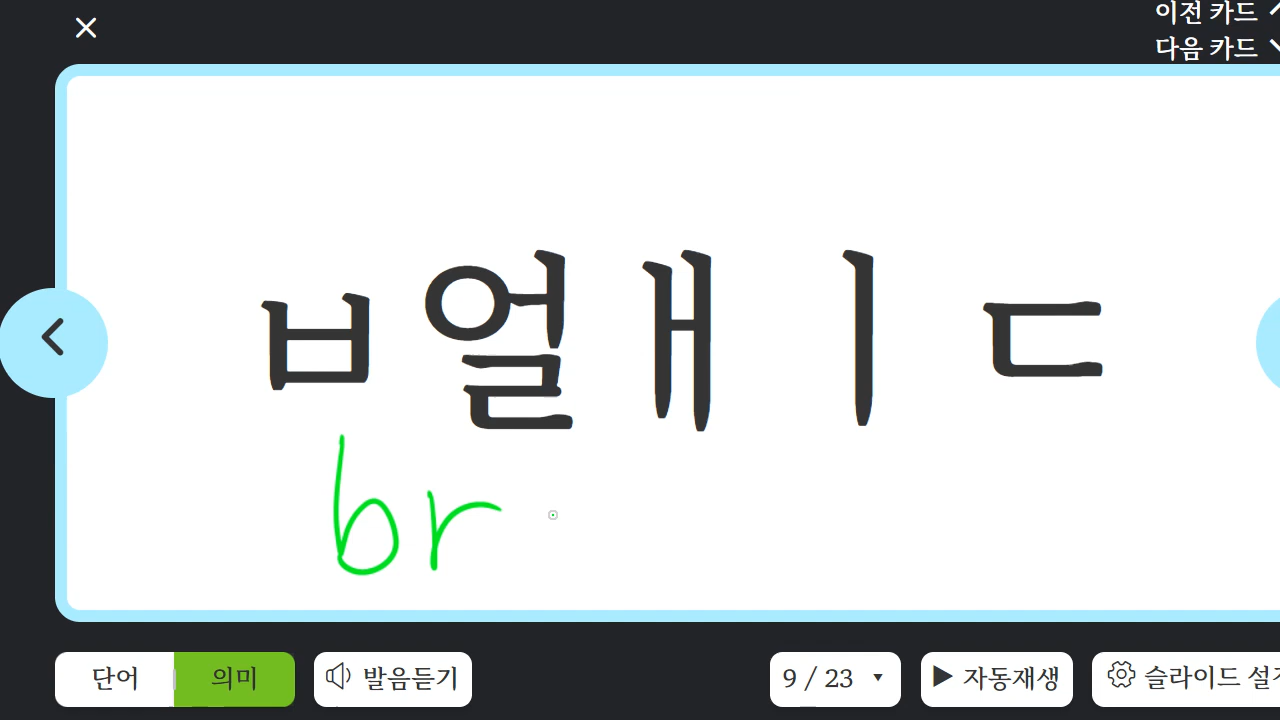 이전 카드
다음 카드
ㅂ얼ㅐㅣㄷ
br
단어 의미 발음듣기 9 / 23 자동재생 슬라이드